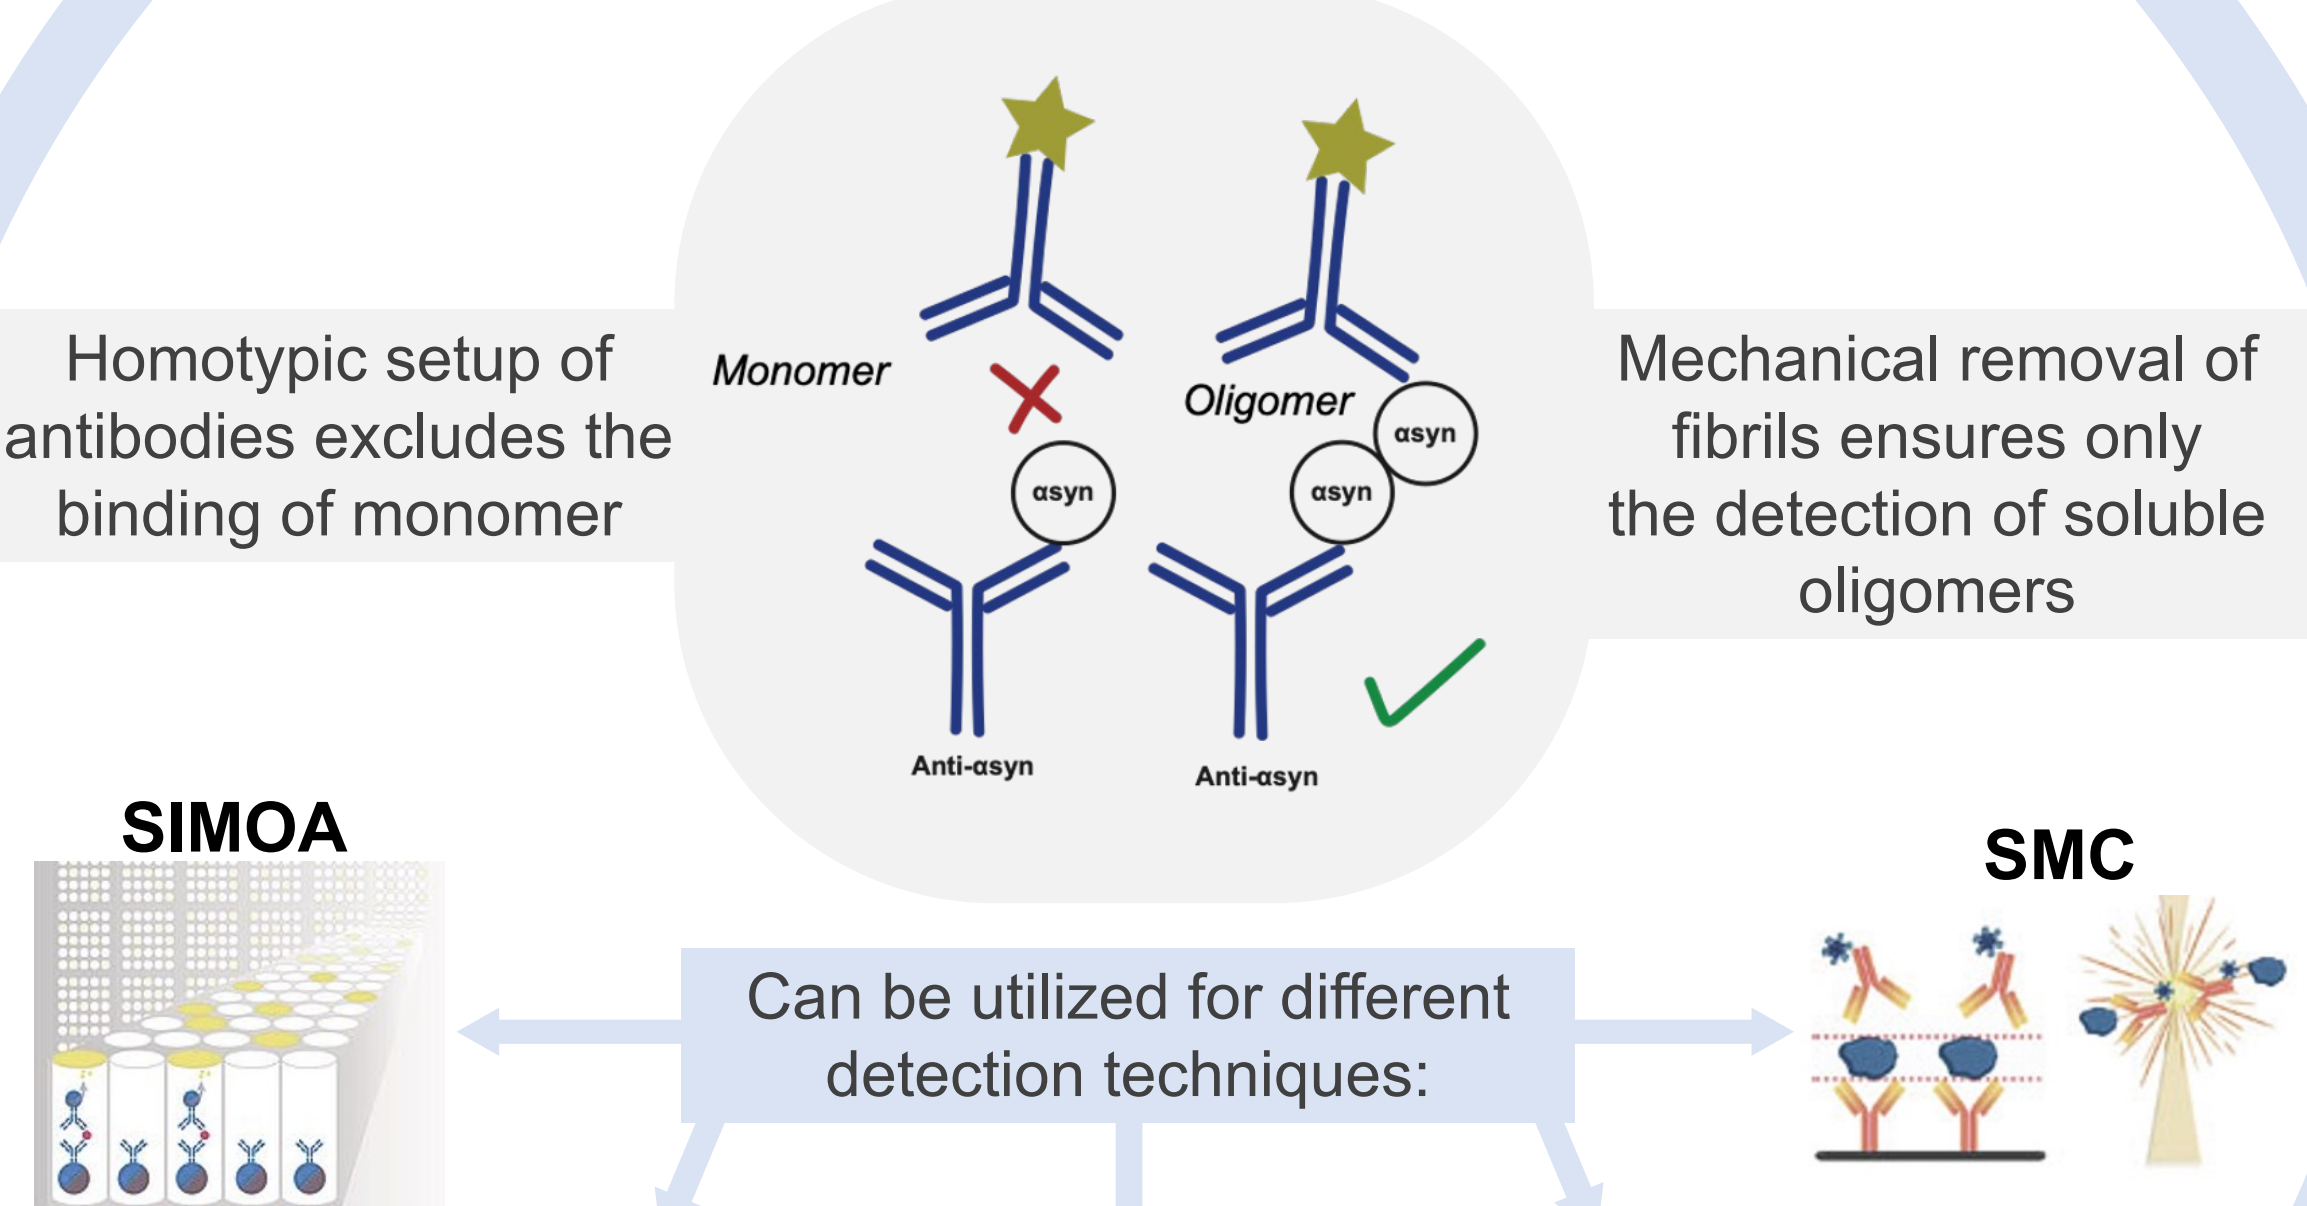 Homotypic setup of
antibodies excludes the
binding of monomer
Monomer
Oligomer
αsyn
αsyn
αsyn
Anti-αsyn
Anti-αsyn
Mechanical removal of
fibrils ensures only
the detection of soluble
oligomers
SIMOA
SMC
Can be utilized for different
detection techniques: